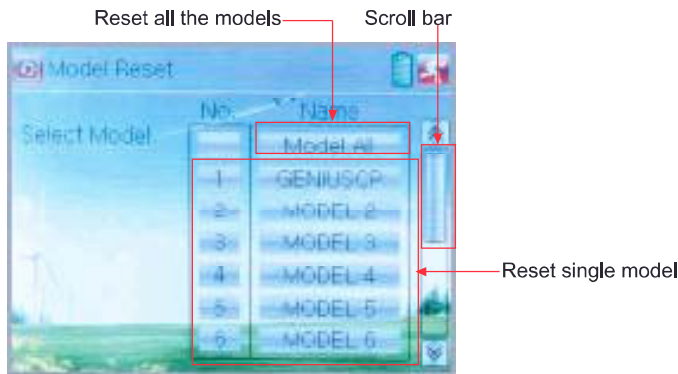 Reset all the models
Scroll bar
Model Reset
No. Name
Select Model
Model All
1 GENIUSCP
2 MODEL 2
3 MODEL 3
4 MODEL 4
5 MODEL 5
6 MODEL 6
Reset single model